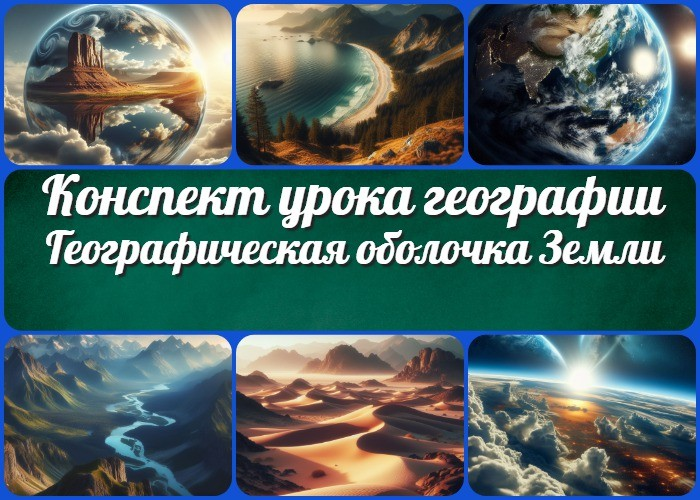 Конспект урока географии
Географическая оболочка Земли